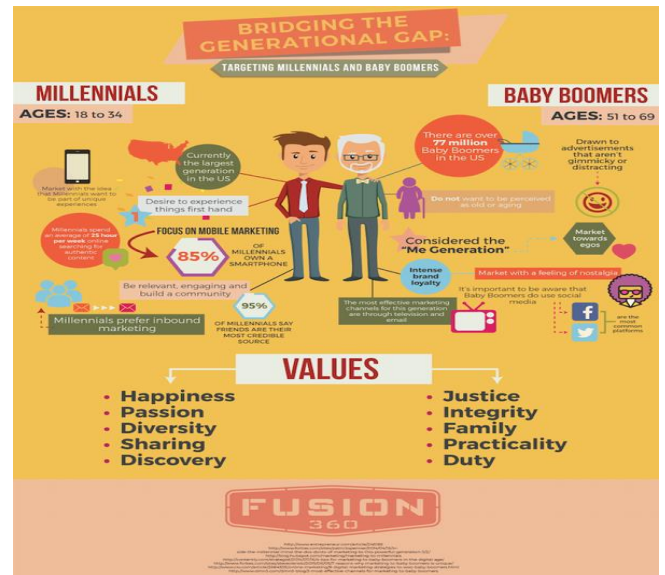 BRIDGING THE
GENERATIONAL GAP:
TARGETING MILLENNIALS AND BABY BOOMERS
MILLENNIALS
AGES: 18 to 34
Currently
the largest
generation
in the US
Market with the idea
that Millennials want to
be part of unique
experiences
Desire to experience
things first hand
Millennials spend
an average of 25 hour
per week online
searching for
authentic
content
FOCUS ON MOBILE MARKETING
85%
OF
MILLENNIALS
OWN A
SMARTPHONE
Be relevant, engaging and
build a community
95%
OF MILLENNIALS SAY
FRIENDS ARE THEIR
MOST CREDIBLE
SOURCE
Millennials prefer inbound
marketing
BABY BOOMERS
AGES: 51 to 69
There are over
77 million
Baby Boomers
in the US
Drawn to
advertisements
that aren't
gimmicky or
distracting
Do not want to be perceived
as old or aging
Considered the
"Me Generation"
Market
towards
egos
Intense
brand
loyalty
Market with a feeling of nostalgia
The most effective marketing
channels for this generation
are through television and
email
It's important to be aware that
Baby Boomers do use social
media
f
are the
most
common
platforms
VALUES
• Happiness
• Passion
• Diversity
• Sharing
• Discovery
• Justice
• Integrity
• Family
• Practicality
• Duty
FUSION
360